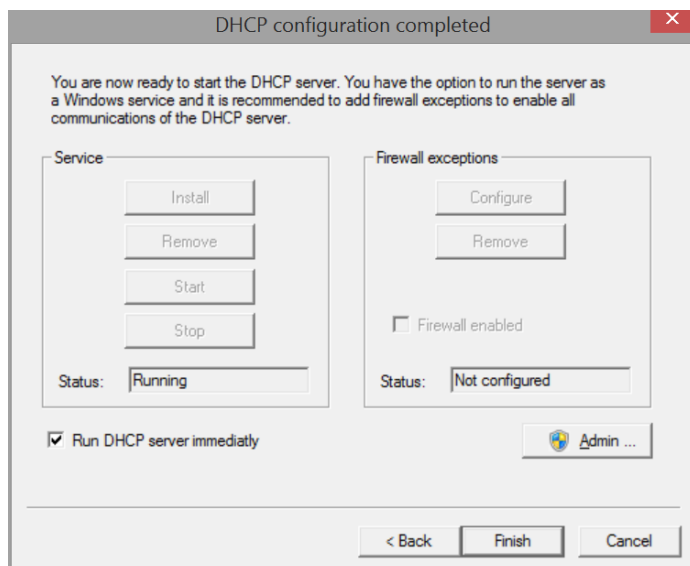 DHCP configuration completed
You are now ready to start the DHCP server. You have the option to run the server as
a Windows service and it is recommended to add firewall exceptions to enable all
communications of the DHCP server.
Service
Install
Remove
Start
Stop
Status: Running
Firewall exceptions
Configure
Remove
Firewall enabled
Status: Not configured
Run DHCP server immediatly
Admin ...
< Back Finish Cancel